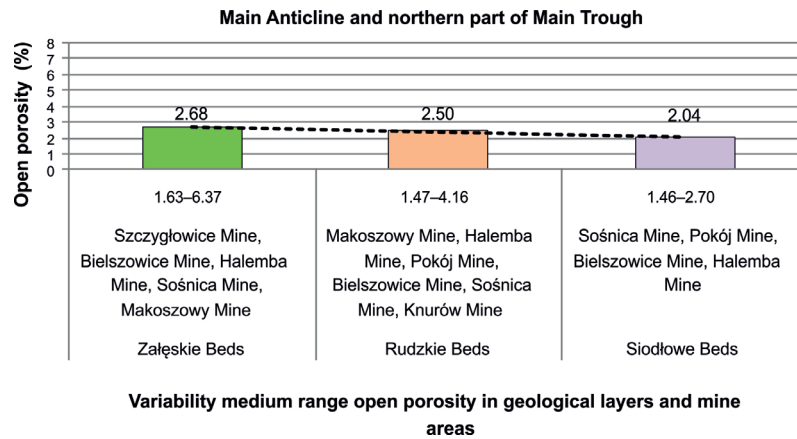 Main Anticline and northern part of Main Trough
Open porosity (%)
8
7
6
5
4
3
2
1
0
2.68
2.50
2.04
1.63–6.37
1.47–4.16
1.46–2.70
Szczygłowice Mine,
Bielszowice Mine, Halemba
Mine, Sośnica Mine,
Makoszowy Mine
Makoszowy Mine, Halemba
Mine, Pokój Mine,
Bielszowice Mine, Sośnica
Mine, Knurów Mine
Sośnica Mine, Pokój Mine,
Bielszowice Mine, Halemba
Mine
Załęskie Beds
Rudzkie Beds
Siodłowe Beds
Variability medium range open porosity in geological layers and mine
areas